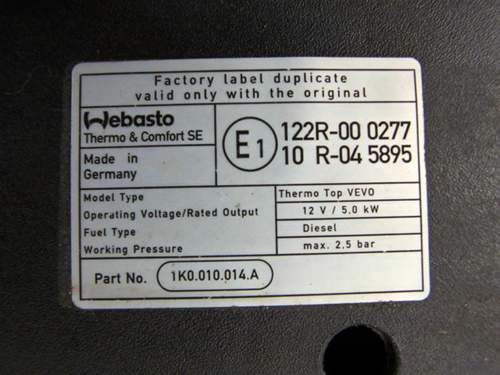 Factory label duplicate
valid only with the original
Webasto
Thermo & Comfort SE
Made in
Germany
E1
122R-00 0277
10 R-04 5895
Model Type Thermo Top VEVO
Operating Voltage/Rated Output 12 V / 5,0 kW
Fuel Type Diesel
Working Pressure max. 2,5 bar
Part No. 1K0.010.014.A